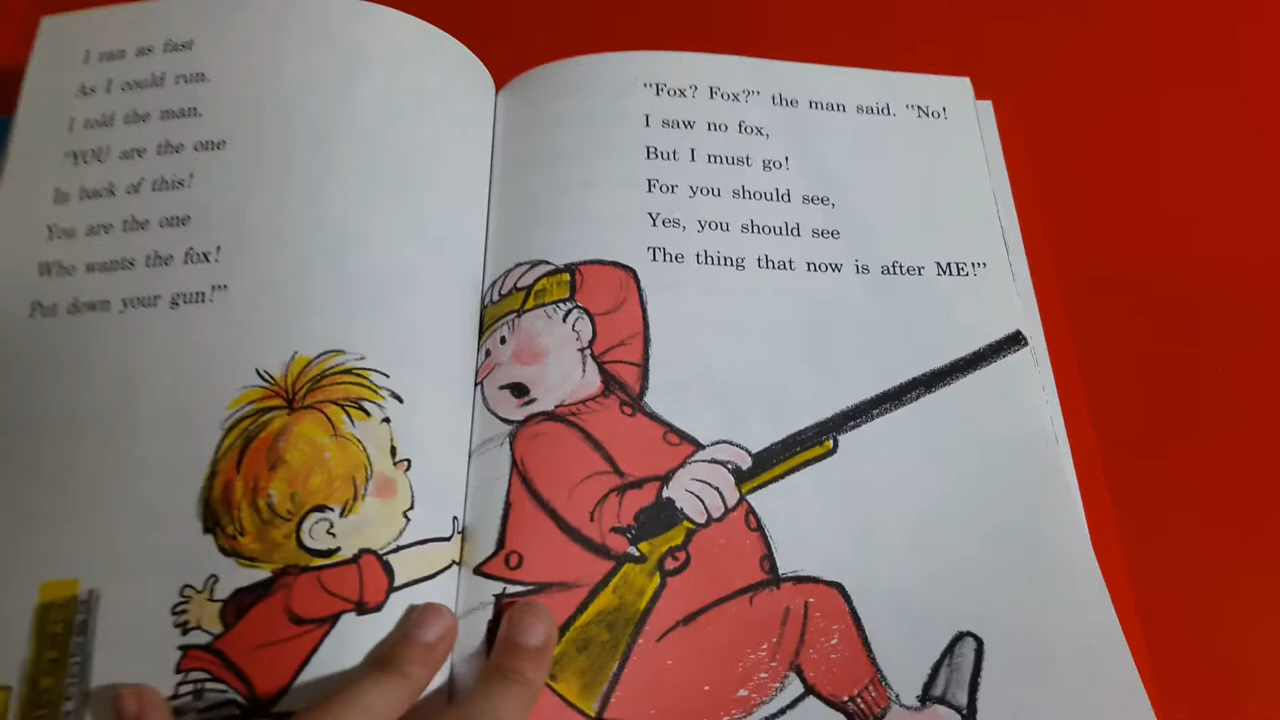 I ran as fast
As I could run.
I told the man,
"YOU are the one
In back of this!
You are the one
Who wants the fox!
Put down your gun!"
"Fox? Fox?" the man said. "No!
I saw no fox,
But I must go!
For you should see,
Yes, you should see
The thing that now is after ME!"